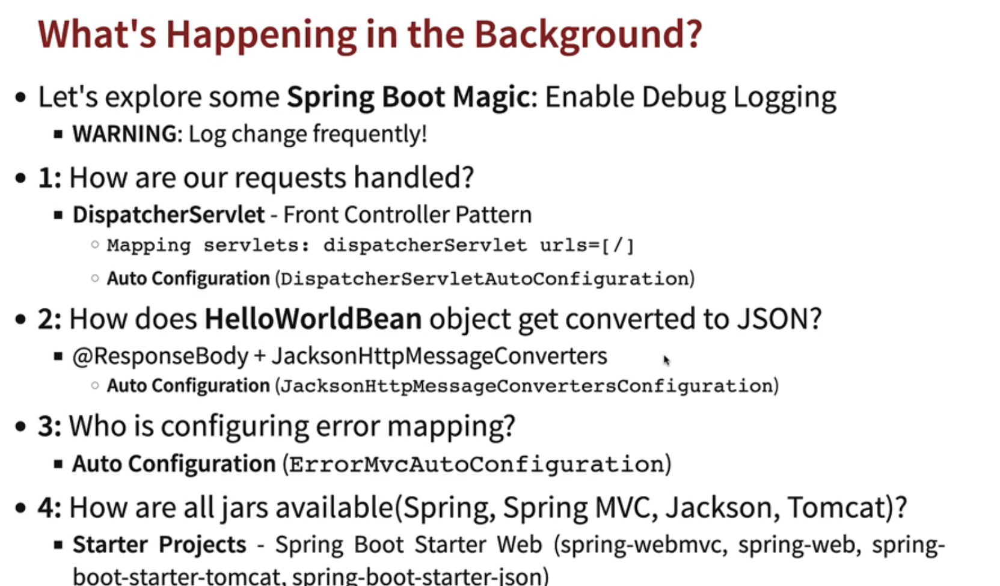 What's Happening in the Background?
• Let's explore some Spring Boot Magic: Enable Debug Logging
▪ WARNING: Log change frequently!
• 1: How are our requests handled?
▪ DispatcherServlet - Front Controller Pattern
○ Mapping servlets: dispatcherServlet urls=[/]
○ Auto Configuration (DispatcherServletAutoConfiguration)
• 2: How does HelloWorldBean object get converted to JSON?
▪ @ResponseBody + JacksonHttpMessageConverters
○ Auto Configuration (JacksonHttpMessageConvertersConfiguration)
• 3: Who is configuring error mapping?
▪ Auto Configuration (ErrorMvcAutoConfiguration)
• 4: How are all jars available(Spring, Spring MVC, Jackson, Tomcat)?
▪ Starter Projects - Spring Boot Starter Web (spring-webmvc, spring-web, spring-
boot-starter-tomcat, spring-boot-starter-json)